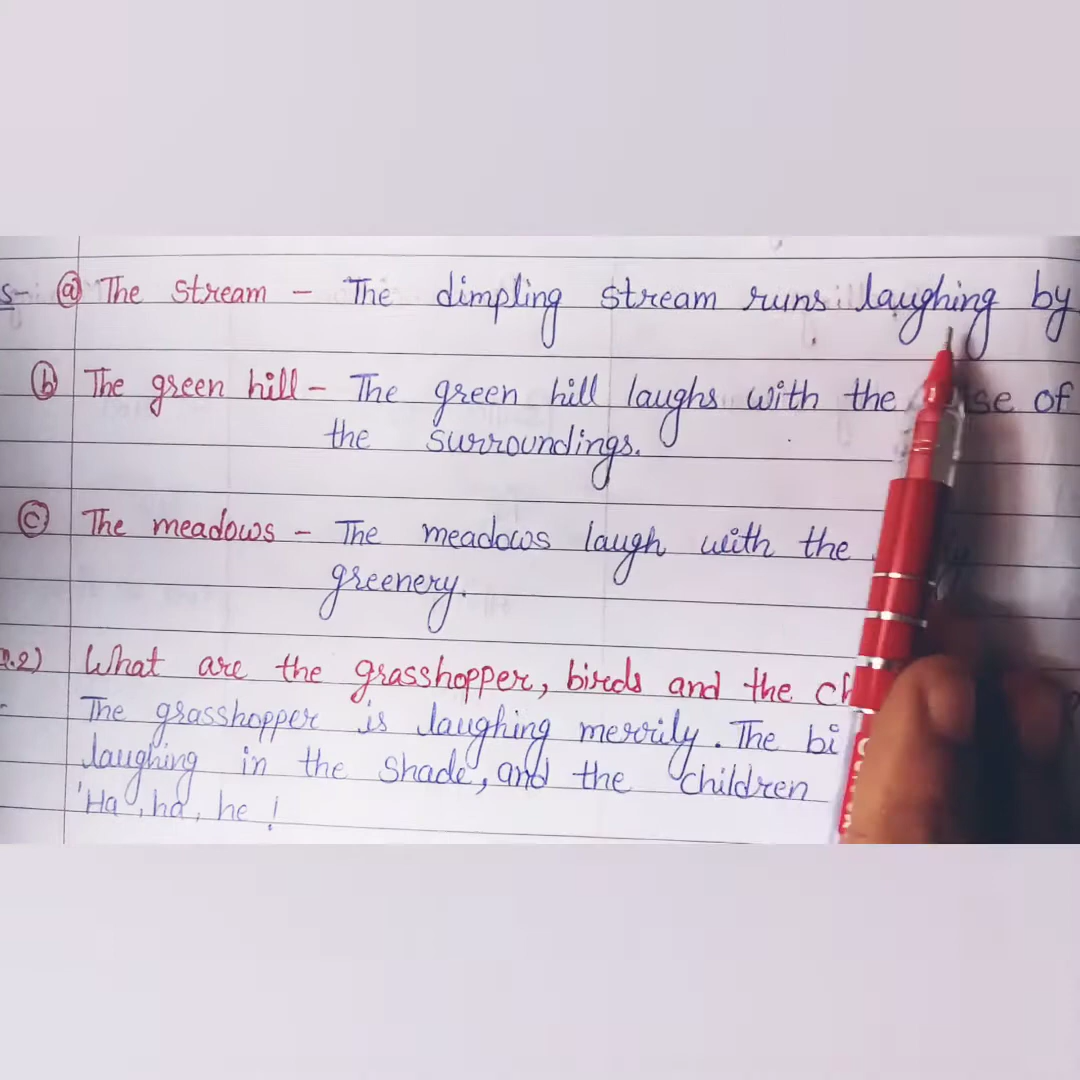 s- (a) The stream - The dimpling stream runs laughing by
(b) The green hill - The green hill laughs with the of
the surroundings.
(c) The meadows - The meadows laugh with the
greenery.
Q.2) What are the grasshopper, birds and the
The grasshopper is laughing merrily. The
laughing in the shade, and the children
'Ha, ha, he!